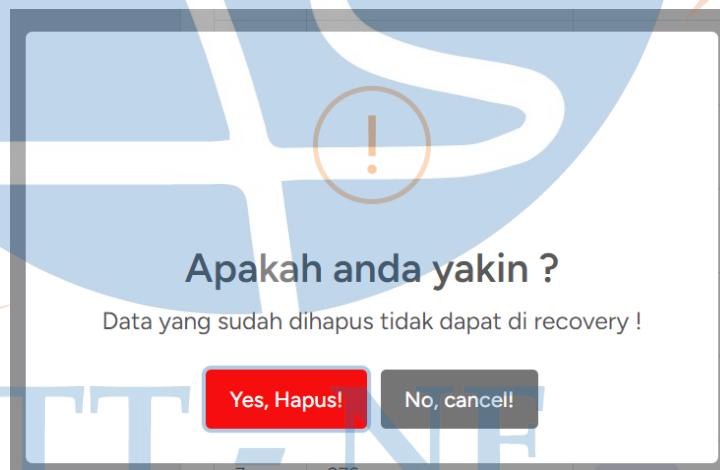 !
Apakah anda yakin ?
Data yang sudah dihapus tidak dapat di recovery !
Yes, Hapus!
No, cancel!